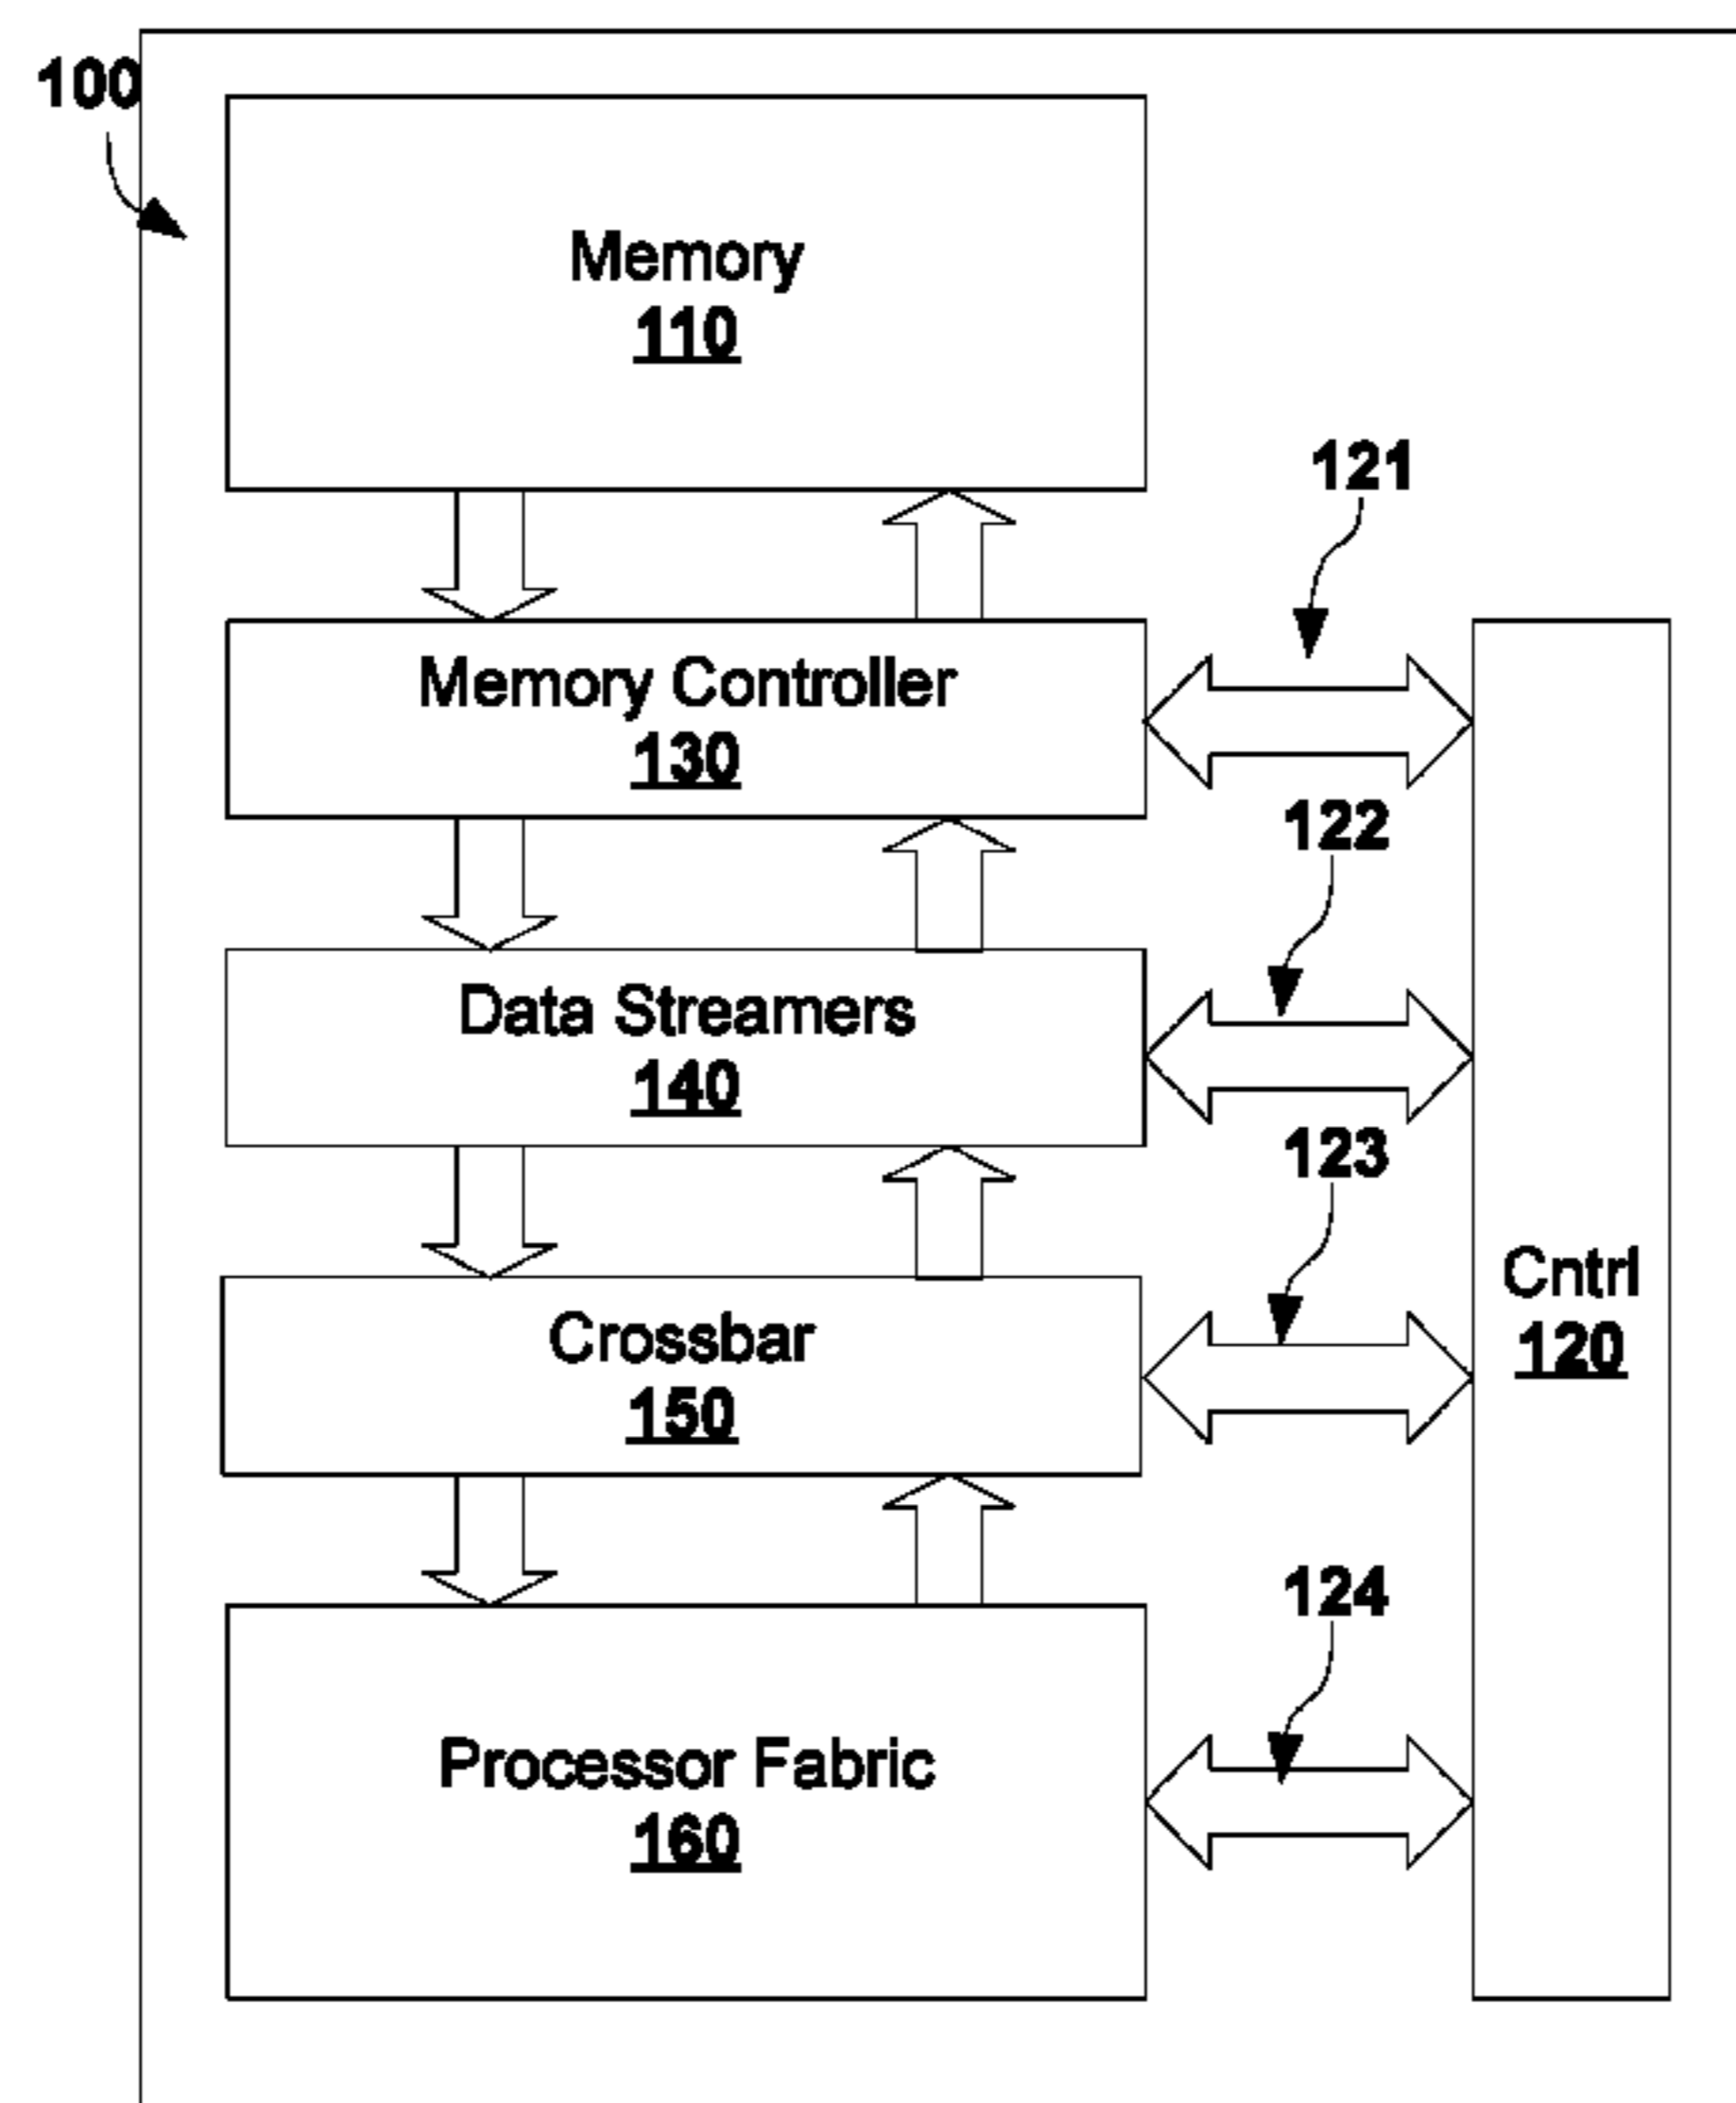 100
Memory
110
121
Memory Controller
130
122
Data Streamers
140
123
Cntrl
120
Crossbar
150
124
Processor Fabric
160